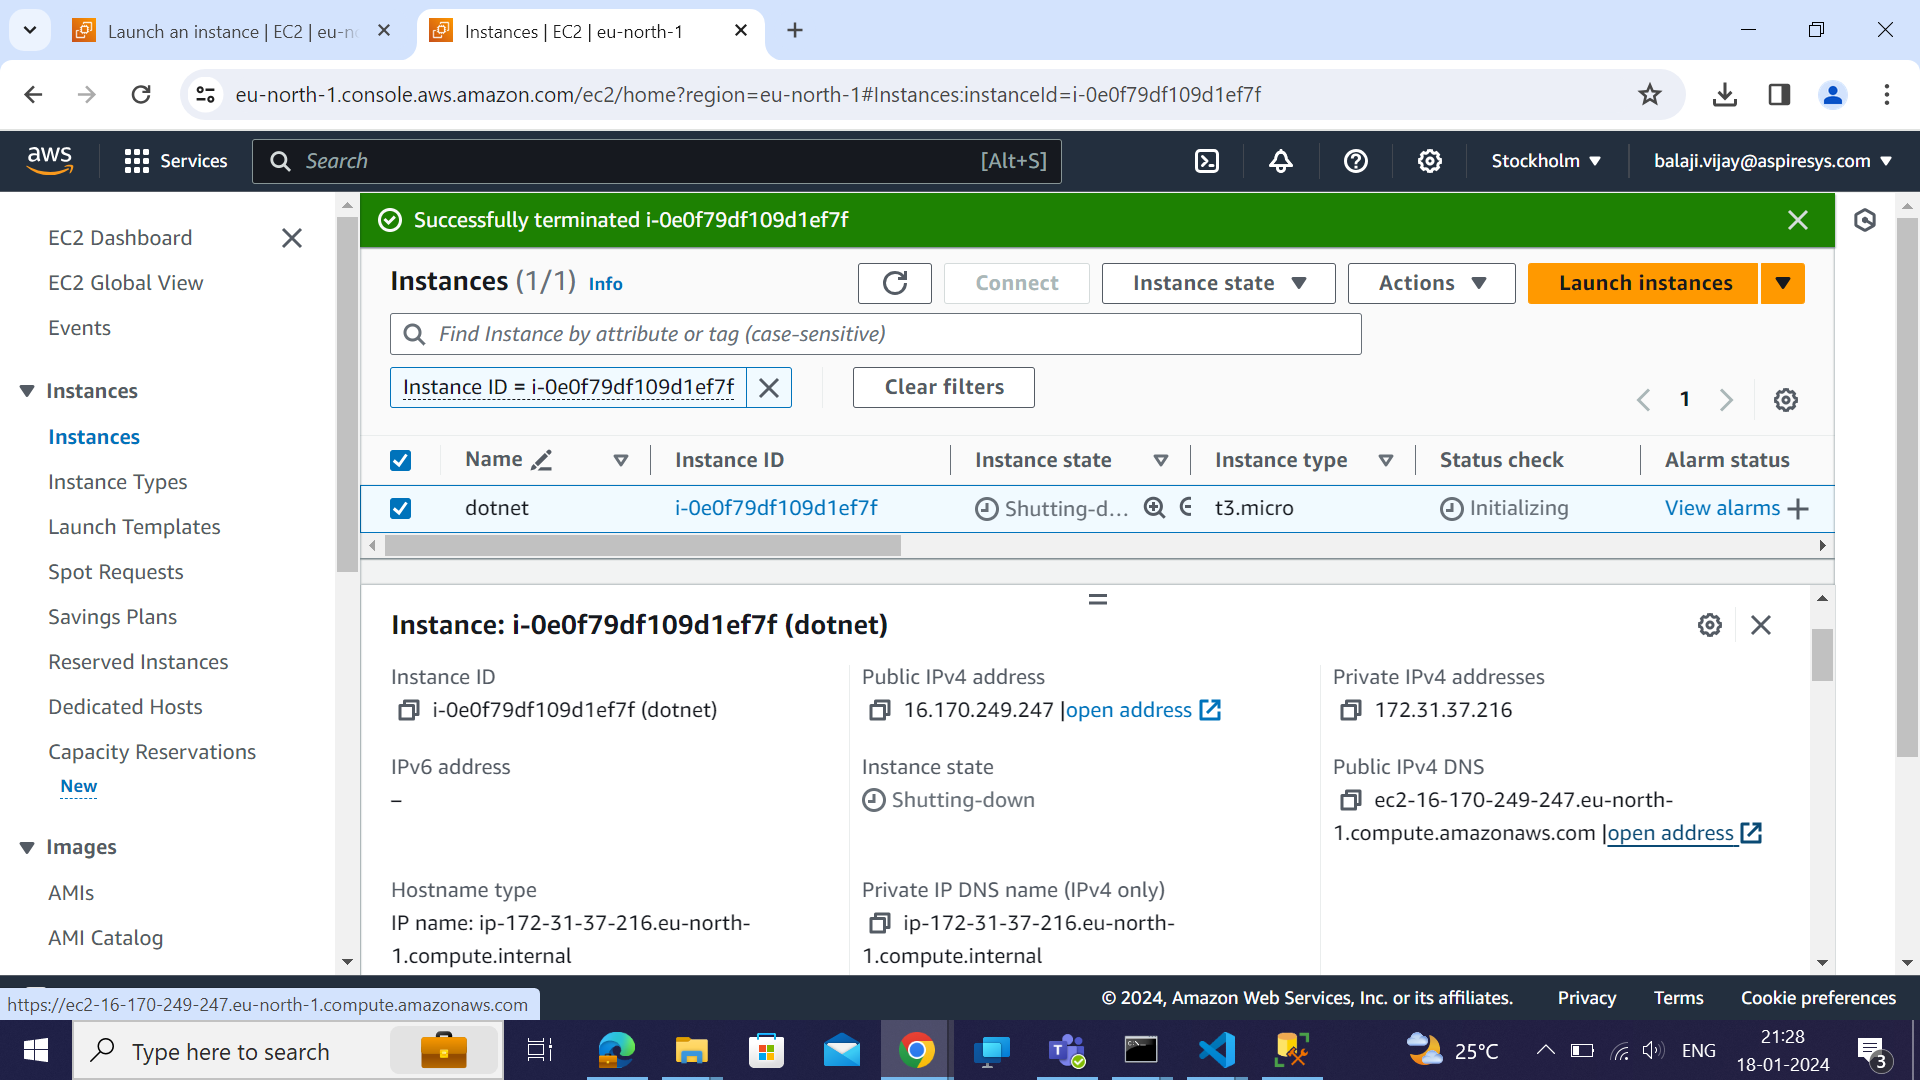 Launch an instance | EC2 | eu-no
Instances | EC2 | eu-north-1
eu-north-1.console.aws.amazon.com/ec2/home?region=eu-north-1#Instances:instanceId=i-0e0f79df109d1ef7f
aws
Services
Search
[Alt+S]
Stockholm
balaji.vijay@aspiresys.com
EC2 Dashboard
EC2 Global View
Events
Instances
Instances
Instance Types
Launch Templates
Spot Requests
Savings Plans
Reserved Instances
Dedicated Hosts
Capacity Reservations
New
Images
AMIs
AMI Catalog
Successfully terminated i-0e0f79df109d1ef7f
Instances (1/1) Info
Connect
Instance state
Actions
Launch instances
Find Instance by attribute or tag (case-sensitive)
Instance ID = i-0e0f79df109d1ef7f
Clear filters
1
Name
Instance ID
Instance state
Instance type
Status check
Alarm status
dotnet
i-0e0f79df109d1ef7f
Shutting-d...
t3.micro
Initializing
View alarms
Instance: i-0e0f79df109d1ef7f (dotnet)
Instance ID
i-0e0f79df109d1ef7f (dotnet)
Public IPv4 address
16.170.249.247 |open address
Private IPv4 addresses
172.31.37.216
IPv6 address
–
Instance state
Shutting-down
Public IPv4 DNS
ec2-16-170-249-247.eu-north-
1.compute.amazonaws.com |open address
Hostname type
IP name: ip-172-31-37-216.eu-north-
1.compute.internal
Private IP DNS name (IPv4 only)
ip-172-31-37-216.eu-north-
1.compute.internal
https://ec2-16-170-249-247.eu-north-1.compute.amazonaws.com
© 2024, Amazon Web Services, Inc. or its affiliates.
Privacy
Terms
Cookie preferences
Type here to search
25°C
ENG
21:28
18-01-2024
3